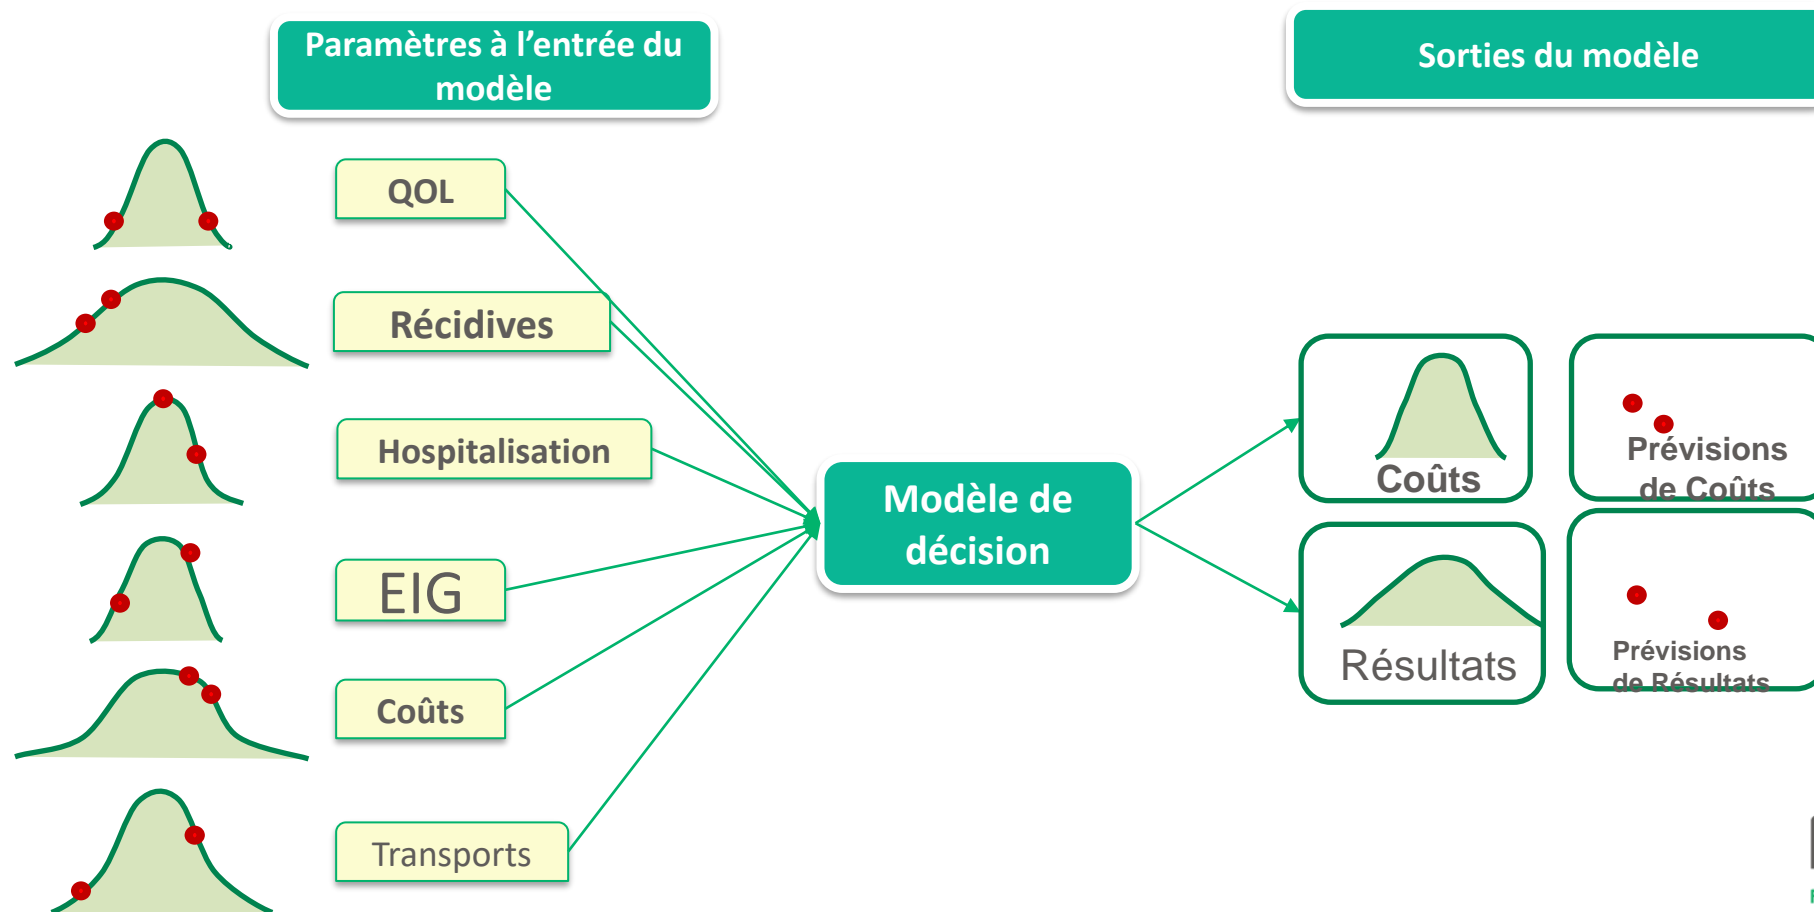 Paramètres à l’entrée du
modèle
Sorties du modèle
QOL
Récidives
Hospitalisation
EIG
Coûts
Transports
Modèle de
décision
Coûts
Prévisions
de Coûts
Résultats
Prévisions
de Résultats